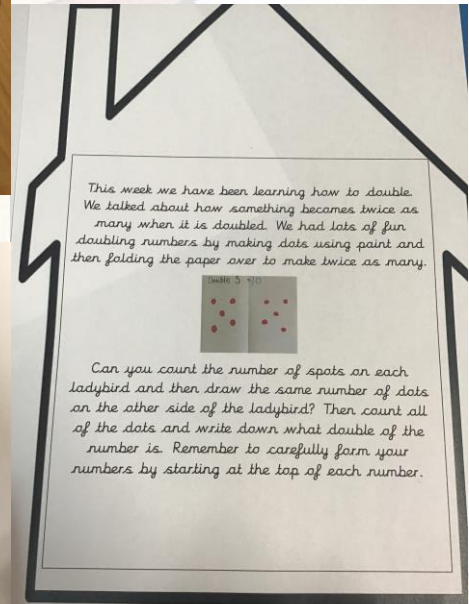 This week we have been learning how to double.
We talked about how something becomes twice as
many when it is doubled. We had lots of fun
doubling numbers by making dots using paint and
then folding the paper over to make twice as many.
Double 5
Can you count the number of spots on each
ladybird and then draw the same number of dots
on the other side of the ladybird? Then count all
of the dots and write down what double of the
number is. Remember to carefully form your
numbers by starting at the top of each number.